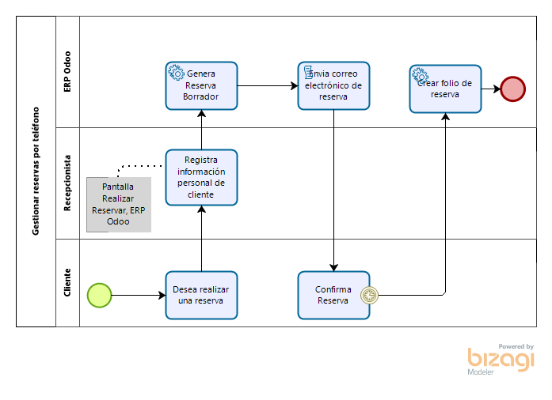 Gestionar reservas por teléfono
ERP Odoo
Genera
Reserva
Borrador
Envia correo
electrónico de
reserva
Crear folio de
reserva
Recepcionista
Registra
información
personal de
cliente
Pantalla
Realizar
Reservar, ERP
Odoo
Cliente
Desea realizar
una reserva
Confirma
Reserva
Powered by
bizagi
Modeler